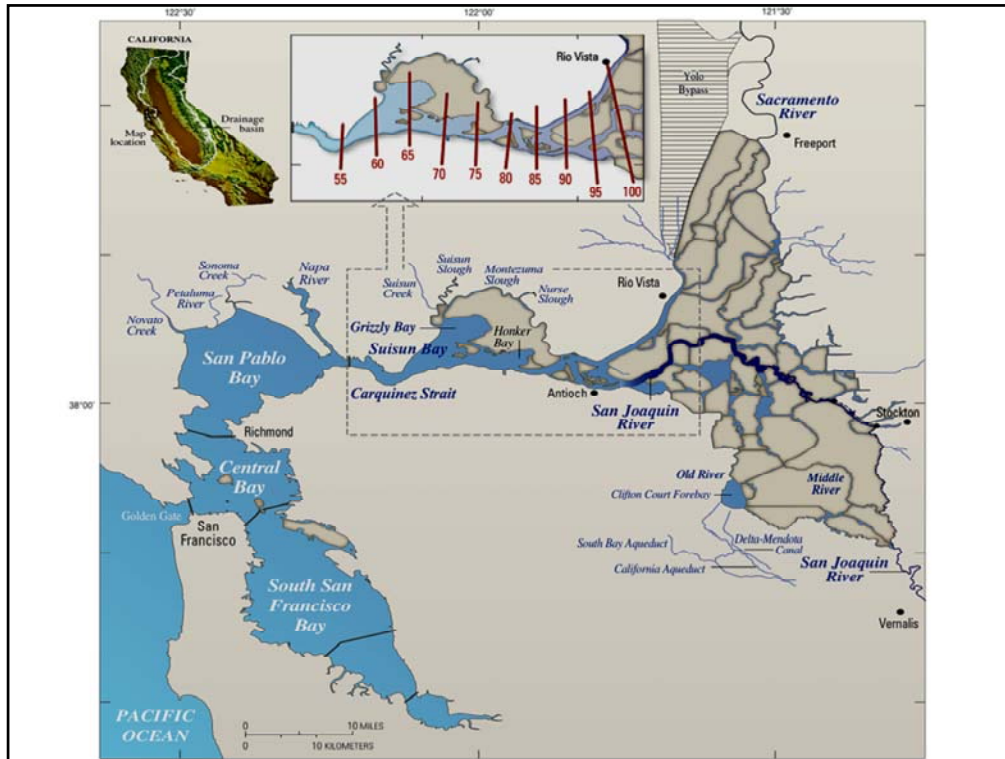 122°30'
122°00'
121°30'
CALIFORNIA
Map
location
Drainage
basin
Rio Vista
55
60
65
70
75
80
85
90
95
100
Yolo
Bypass
Sacramento
River
Freeport
Sonoma
Creek
Petaluma
River
Novato
Creek
Napa
River
Suisun
Creek
Suisun
Slough
Montezuma
Slough
Nurse
Slough
Rio Vista
Grizzly Bay
Honker
Bay
Suisun Bay
San Pablo
Bay
Carquinez Strait
Antioch
38°00'
San Joaquin
River
Stockton
Richmond
Central
Bay
Old River
Middle
River
Clifton Court Forebay
Golden Gate
San
Francisco
South Bay Aqueduct
Delta-Mendota
Canal
California Aqueduct
San Joaquin
River
South San
Francisco
Bay
Vernalis
PACIFIC
OCEAN
0 10 MILES
0 10 KILOMETERS